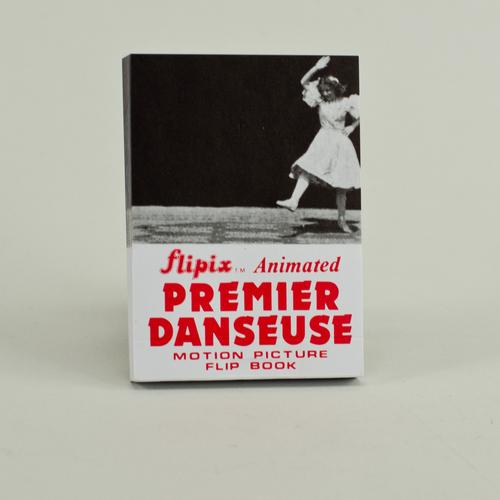 flipix TM Animated
PREMIER
DANSEUSE
MOTION PICTURE
FLIP BOOK